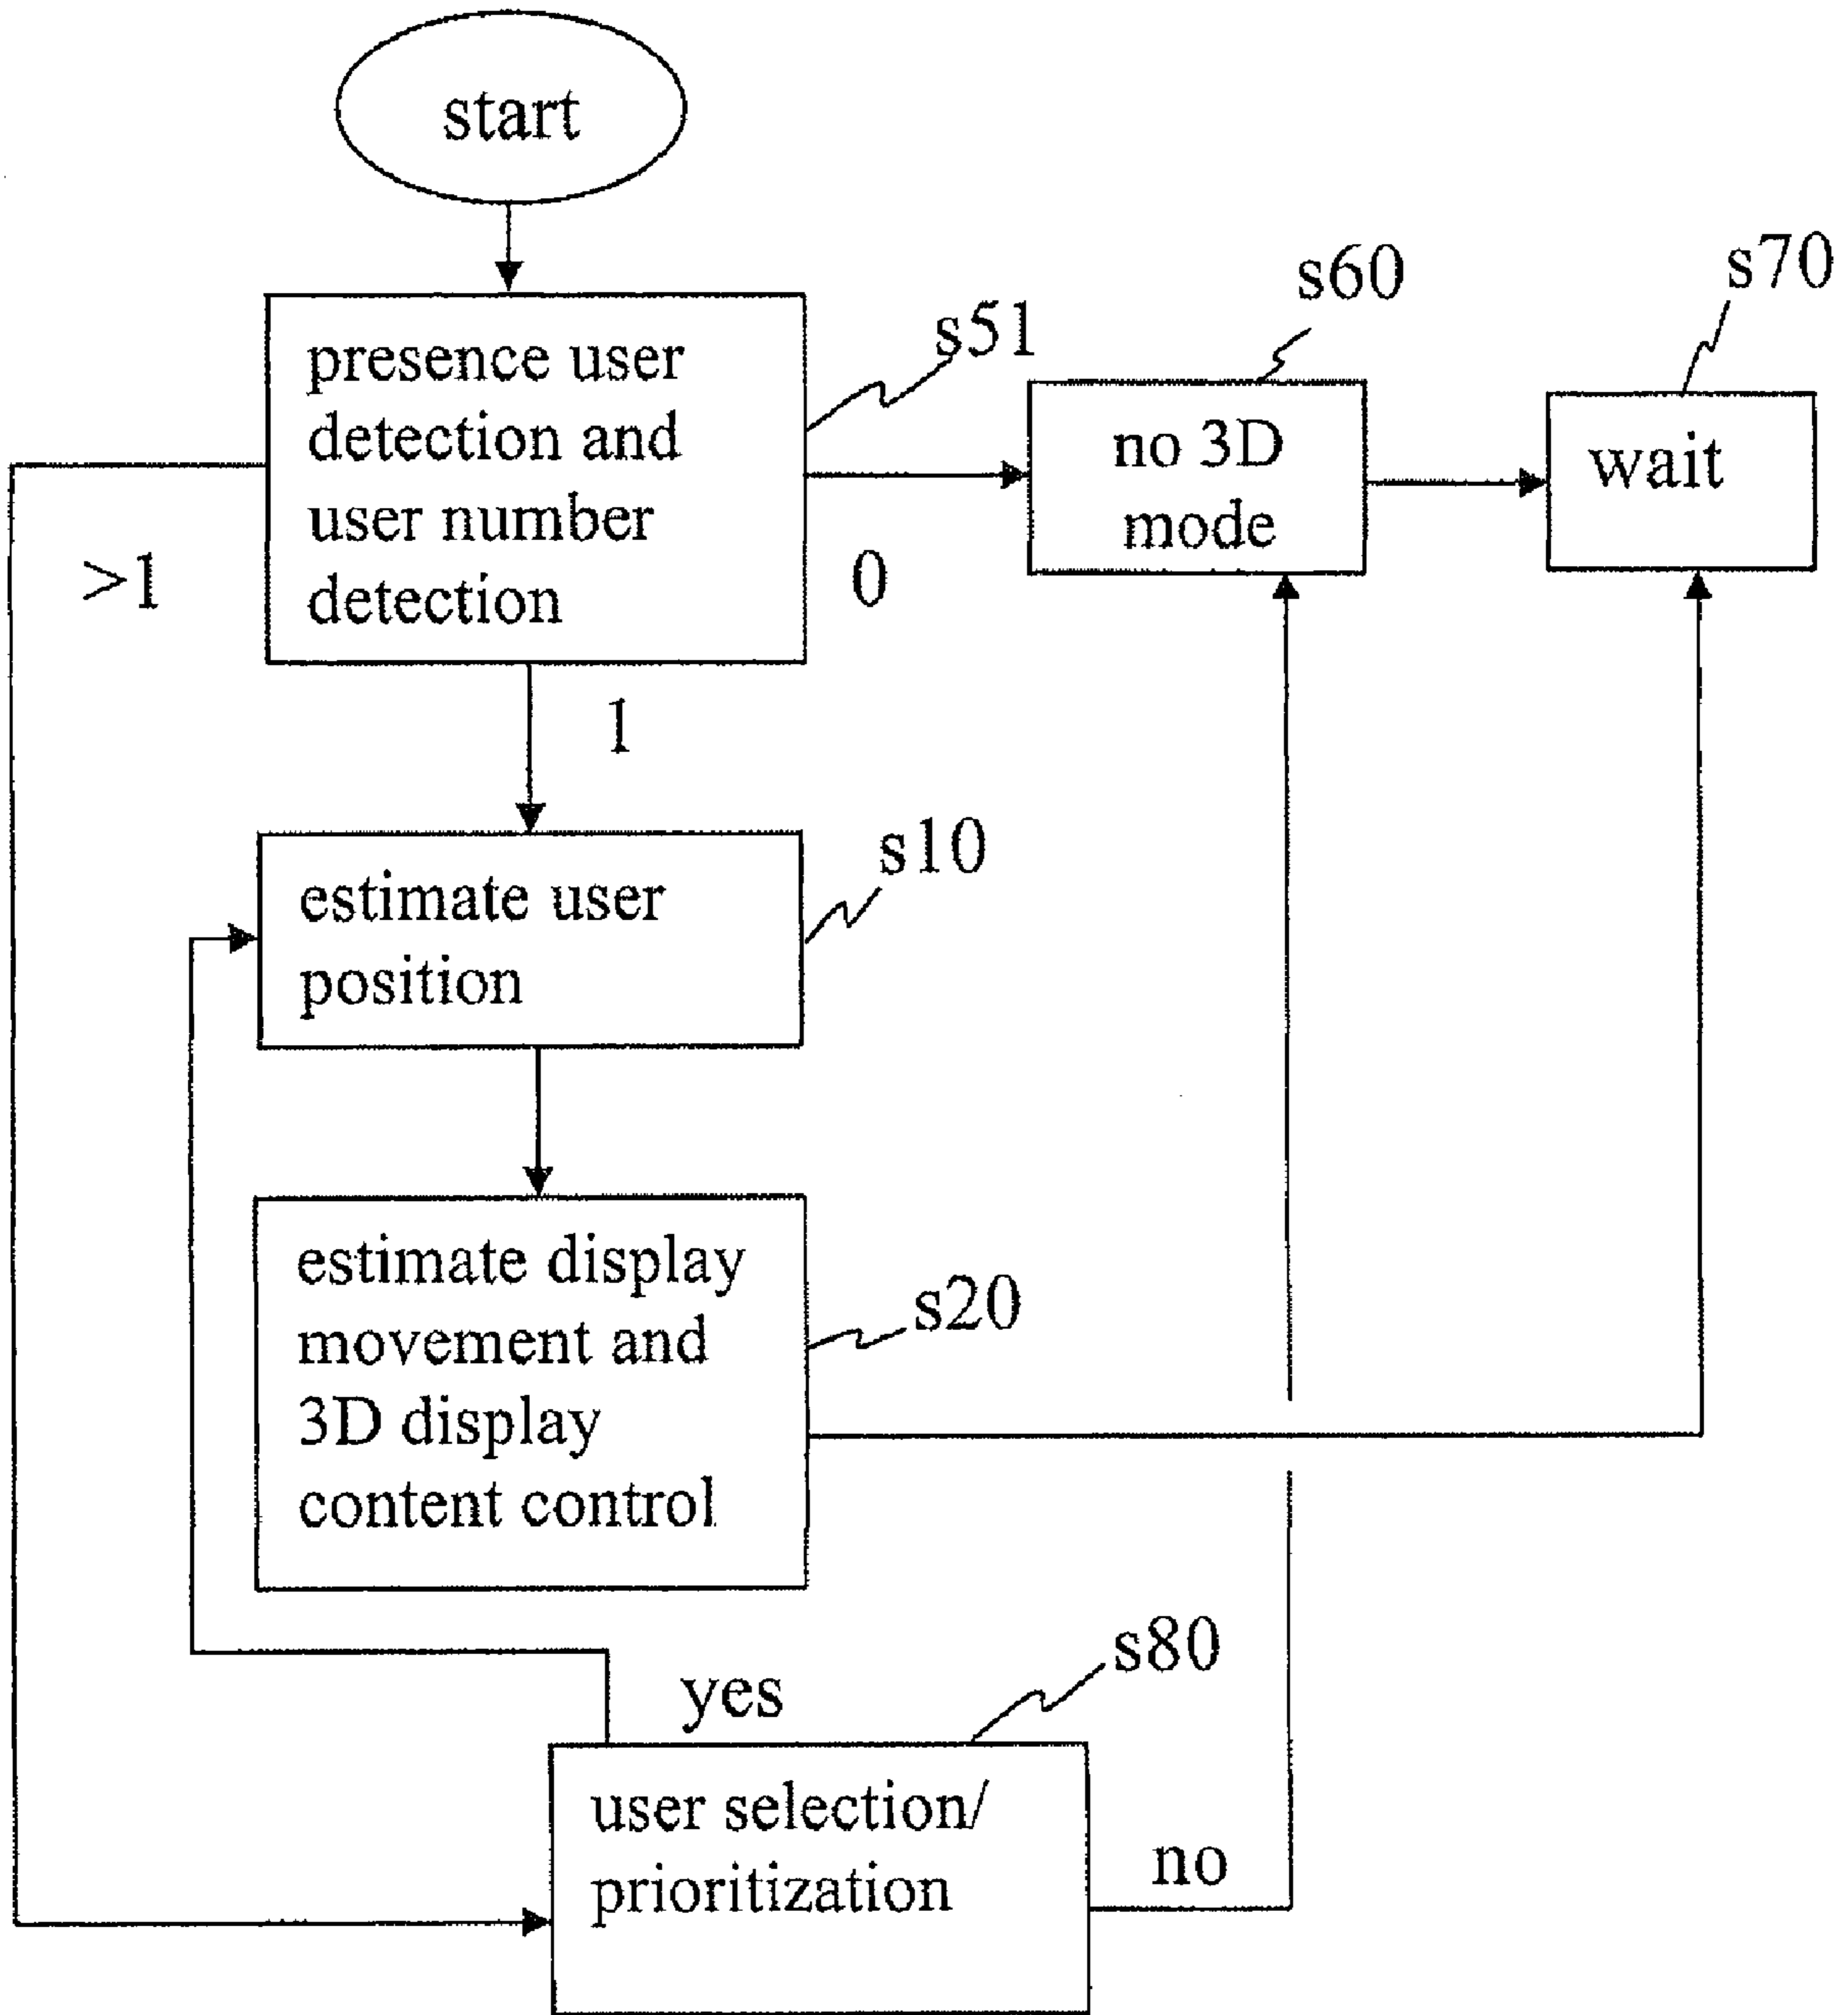 start
presence user
detection and
user number
detection
s51
s60
no 3D
mode
s70
wait
>1
0
1
s10
estimate user
position
s20
estimate display
movement and
3D display
content control
s80
yes
user selection/
prioritization
no